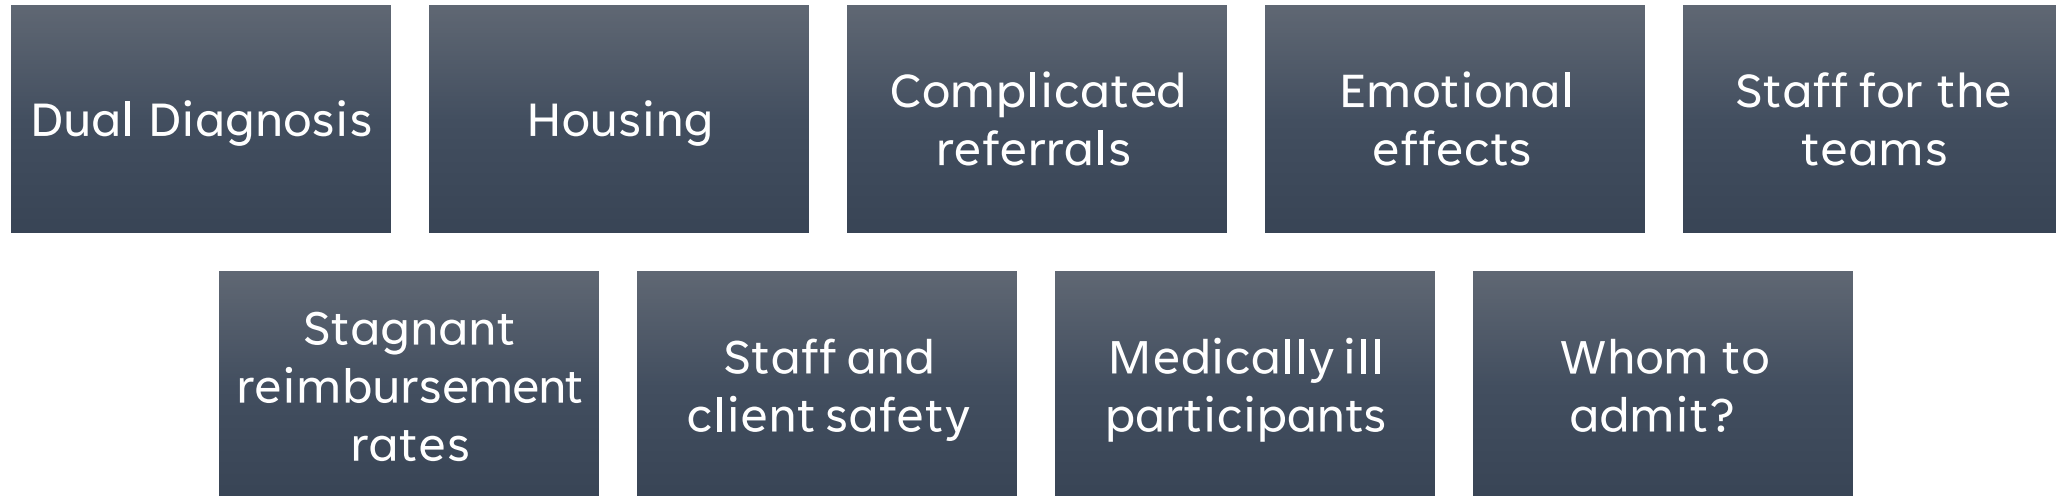 Dual Diagnosis
Housing
Complicated
referrals
Emotional
effects
Staff for the
teams
Stagnant
reimbursement
rates
Staff and
client safety
Medically ill
participants
Whom to
admit?